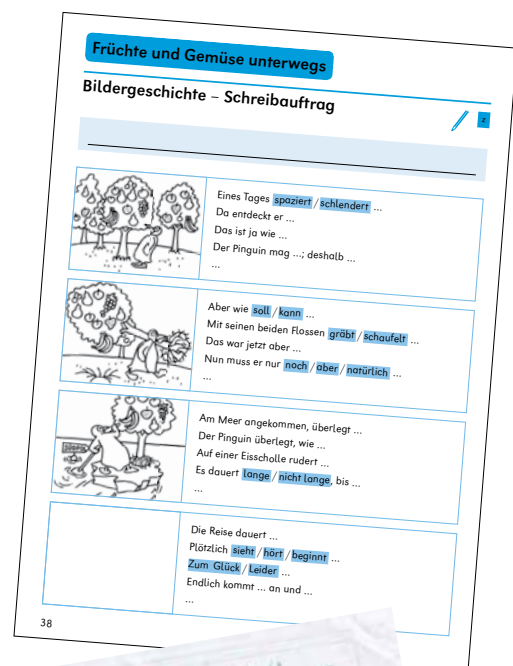 Früchte und Gemüse unterwegs
Bildergeschichte – Schreibauftrag
z
Eines Tages spaziert / schlendert ...
Da entdeckt er ...
Das ist ja wie ...
Der Pinguin mag ...; deshalb ...
...
Aber wie soll / kann ...
Mit seinen beiden Flossen gräbt / schaufelt ...
Das war jetzt aber ...
Nun muss er nur noch / aber / natürlich ...
...
Am Meer angekommen, überlegt ...
Der Pinguin überlegt, wie ...
Auf einer Eisscholle rudert ...
Es dauert lange / nicht lange, bis ...
...
Die Reise dauert ...
Plötzlich sieht / hört / beginnt ...
Zum Glück / Leider ...
Endlich kommt ... an und ...
...
38